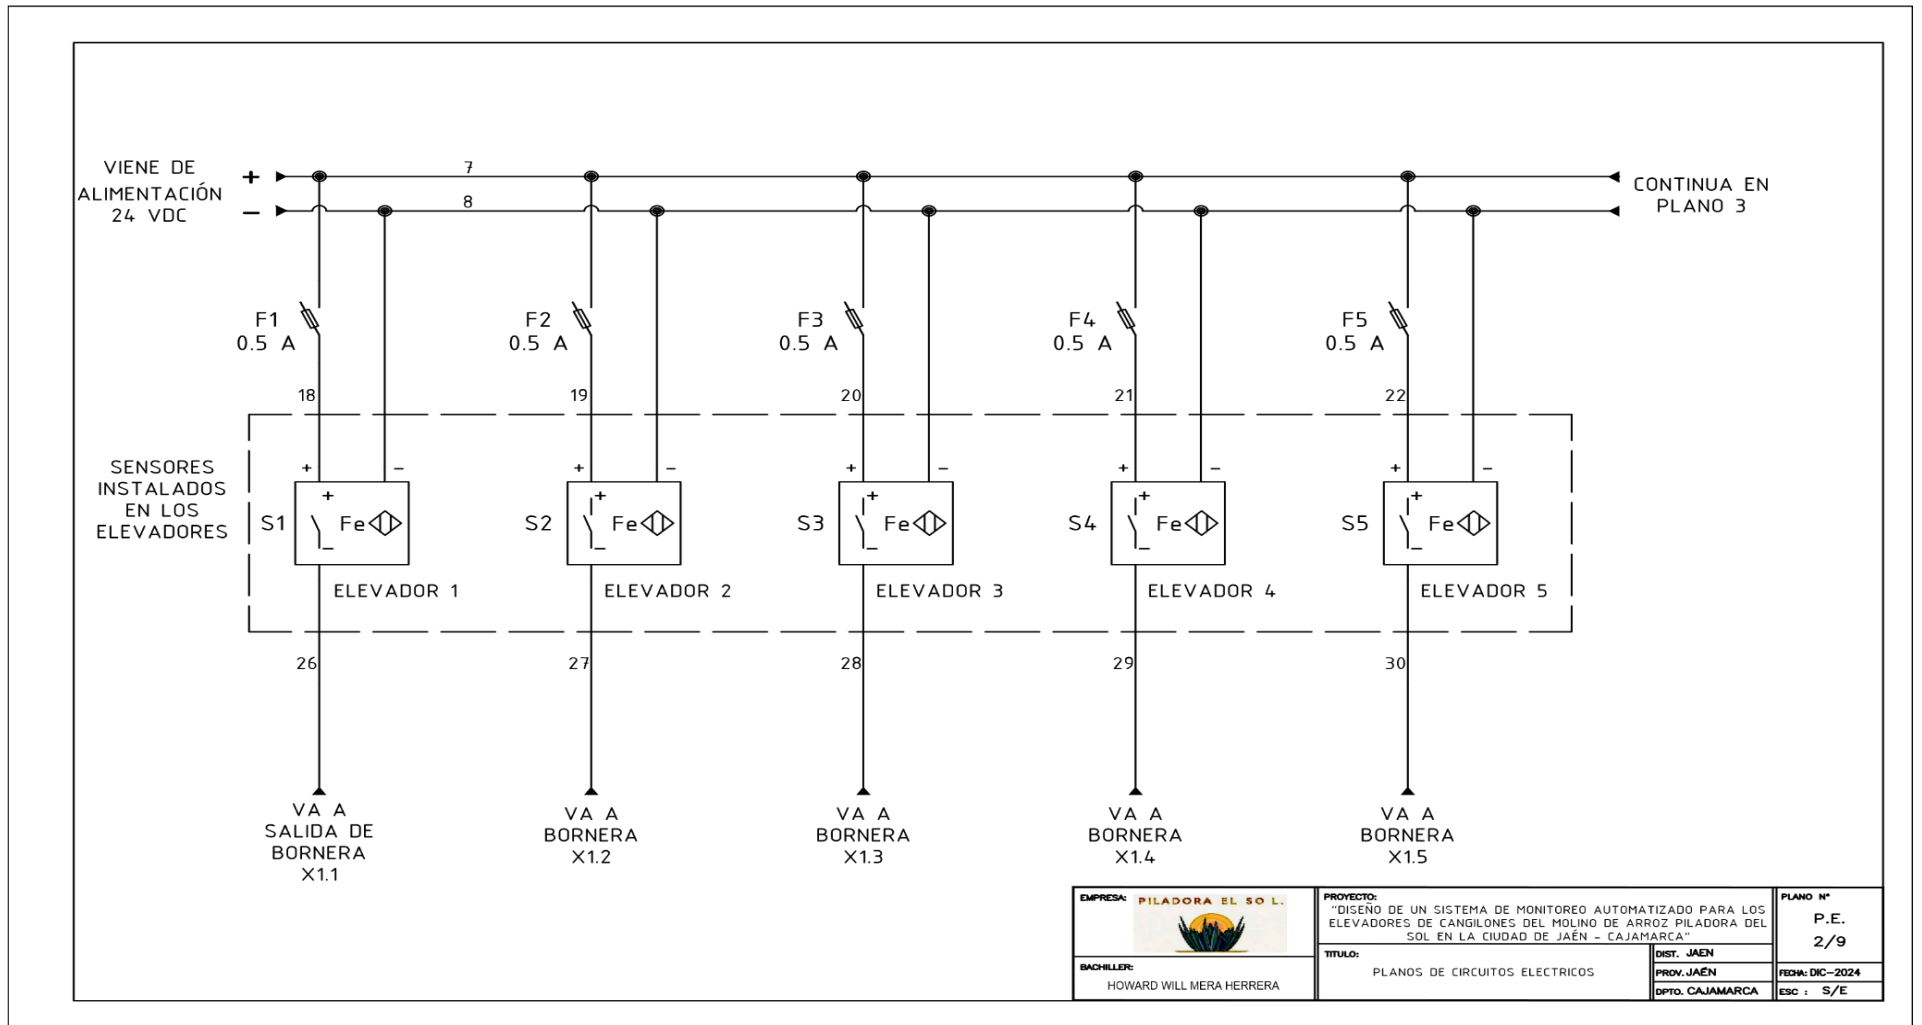 VIENE DE
ALIMENTACIÓN
24 VDC
+
–
7
8
CONTINUA EN
PLANO 3
F1
0.5 A
F2
0.5 A
F3
0.5 A
F4
0.5 A
F5
0.5 A
18
19
20
21
22
SENSORES
INSTALADOS
EN LOS
ELEVADORES
+ –
+ –
+ –
+ –
+ –
S1
+
–
Fe
S2
+
–
Fe
S3
+
–
Fe
S4
+
–
Fe
S5
+
–
Fe
ELEVADOR 1
ELEVADOR 2
ELEVADOR 3
ELEVADOR 4
ELEVADOR 5
26
27
28
29
30
VA A
SALIDA DE
BORNERA
X1.1
VA A
BORNERA
X1.2
VA A
BORNERA
X1.3
VA A
BORNERA
X1.4
VA A
BORNERA
X1.5
EMPRESA:
PILADORA EL SO L.
BACHILLER:
HOWARD WILL MERA HERRERA
PROYECTO:
"DISEÑO DE UN SISTEMA DE MONITOREO AUTOMATIZADO PARA LOS
ELEVADORES DE CANGILONES DEL MOLINO DE ARROZ PILADORA DEL
SOL EN LA CIUDAD DE JAÉN - CAJAMARCA"
TITULO:
PLANOS DE CIRCUITOS ELECTRICOS
DIST. JAEN
PROV. JAÉN
DPTO. CAJAMARCA
PLANO N°
P.E.
2/9
FECHA: DIC-2024
ESC : S/E